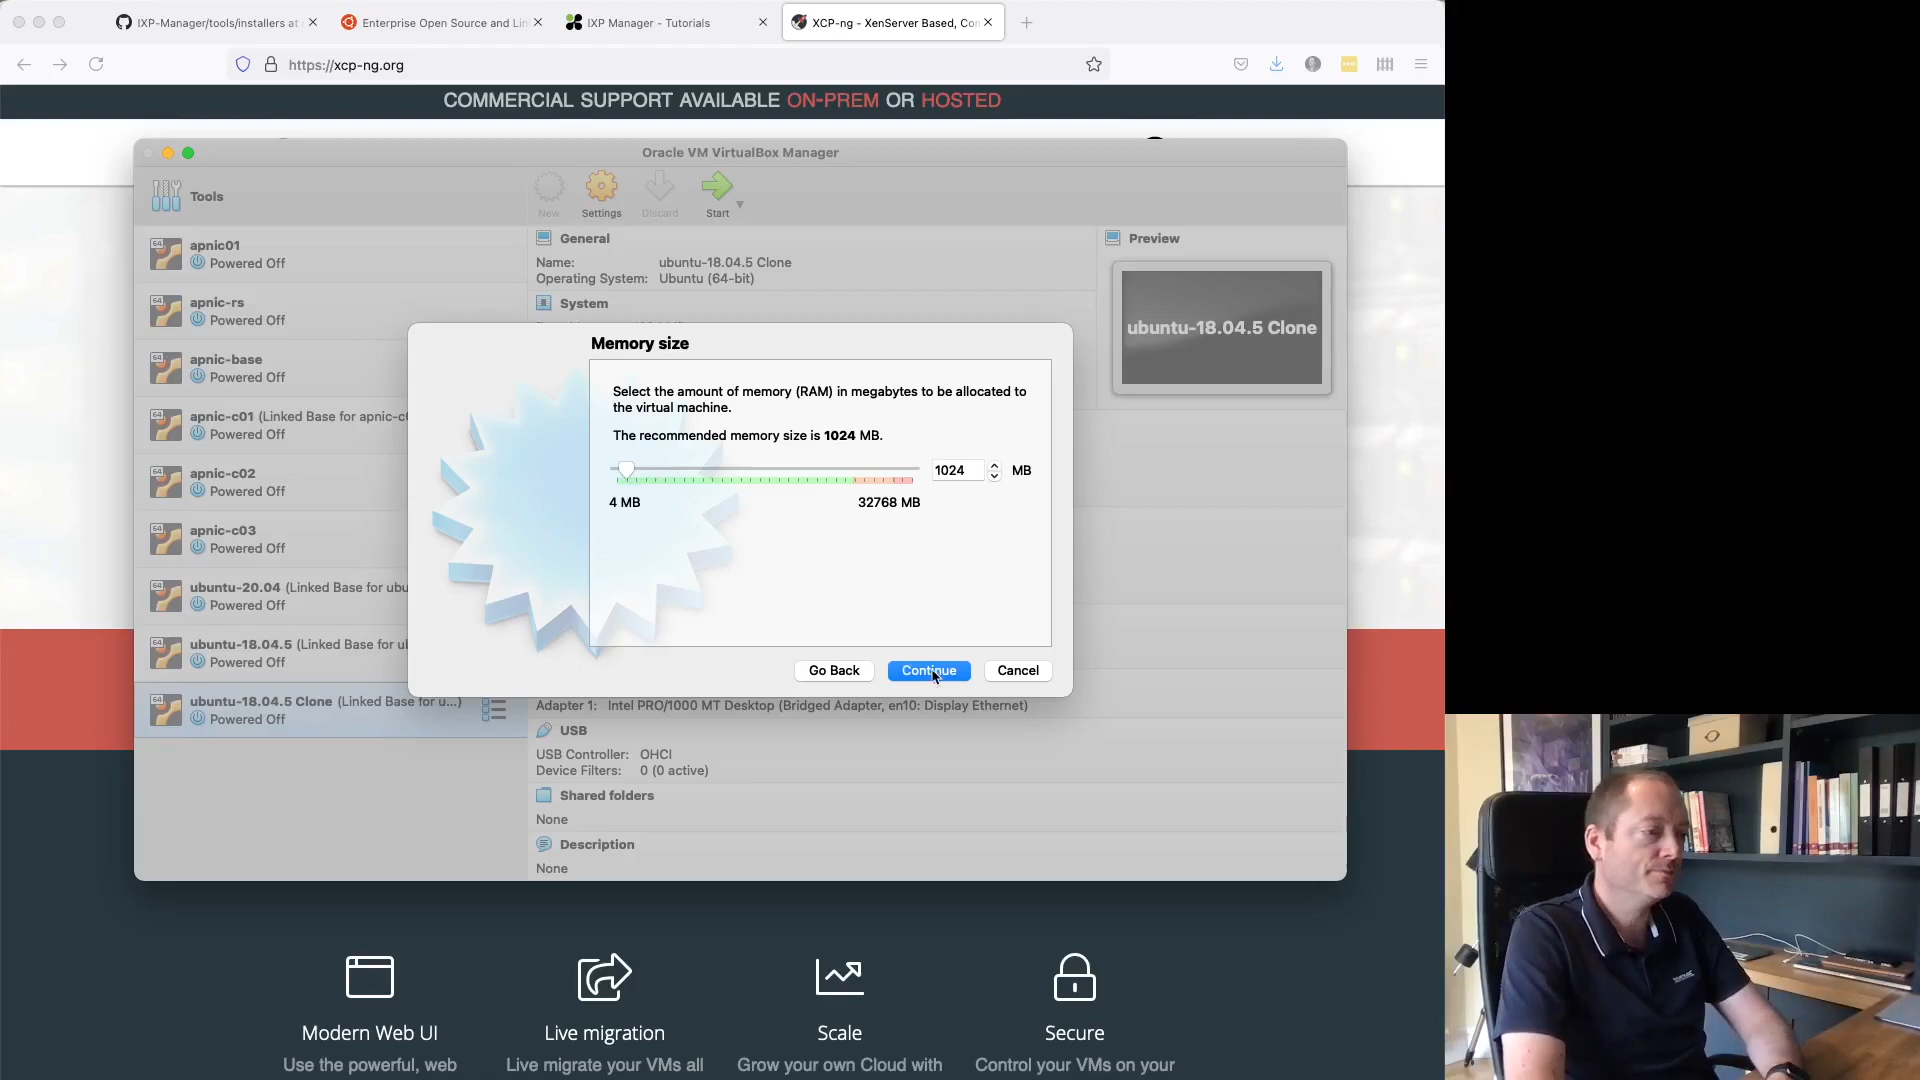 IXP-Manager/tools/installers at
Enterprise Open Source and Lin
IXP Manager - Tutorials
XCP-ng - XenServer Based, Con
https://xcp-ng.org
COMMERCIAL SUPPORT AVAILABLE ON-PREM OR HOSTED
Oracle VM VirtualBox Manager
Tools
New
Settings
Discard
Start
apnic01
Powered Off
apnic-rs
Powered Off
apnic-base
Powered Off
apnic-c01 (Linked Base for apnic-c
Powered Off
apnic-c02
Powered Off
apnic-c03
Powered Off
ubuntu-20.04 (Linked Base for ubu
Powered Off
ubuntu-18.04.5 (Linked Base for ub
Powered Off
ubuntu-18.04.5 Clone (Linked Base for u...)
Powered Off
General
Name: ubuntu-18.04.5 Clone
Operating System: Ubuntu (64-bit)
System
Preview
ubuntu-18.04.5 Clone
Memory size
Select the amount of memory (RAM) in megabytes to be allocated to
the virtual machine.
The recommended memory size is 1024 MB.
1024 MB
4 MB 32768 MB
Go Back
Continue
Cancel
Adapter 1: Intel PRO/1000 MT Desktop (Bridged Adapter, en10: Display Ethernet)
USB
USB Controller: OHCI
Device Filters: 0 (0 active)
Shared folders
None
Description
None
Modern Web UI
Use the powerful, web
Live migration
Live migrate your VMs all
Scale
Grow your own Cloud with
Secure
Control your VMs on your